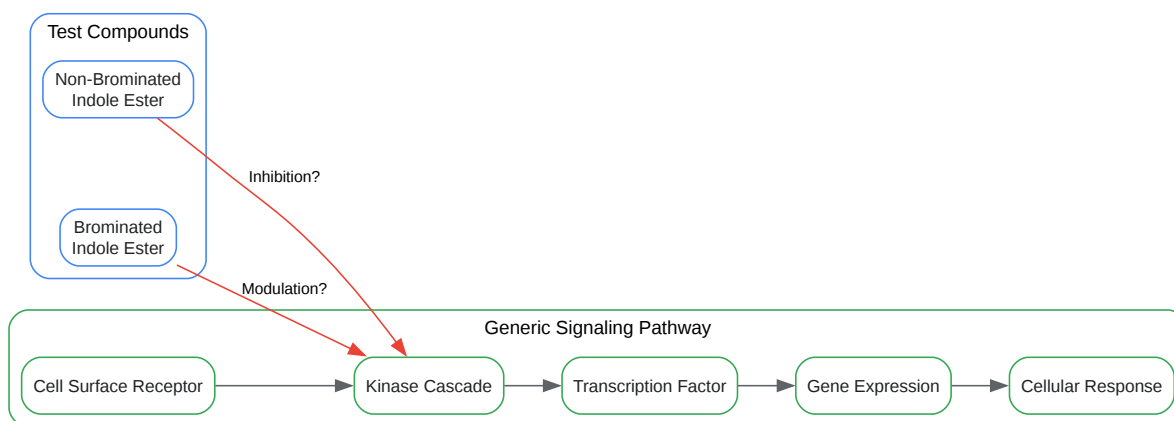 Test Compounds
Non-Brominated
Indole Ester
Inhibition?
Brominated
Indole Ester
Modulation?
Generic Signaling Pathway
Cell Surface Receptor
Kinase Cascade
Transcription Factor
Gene Expression
Cellular Response